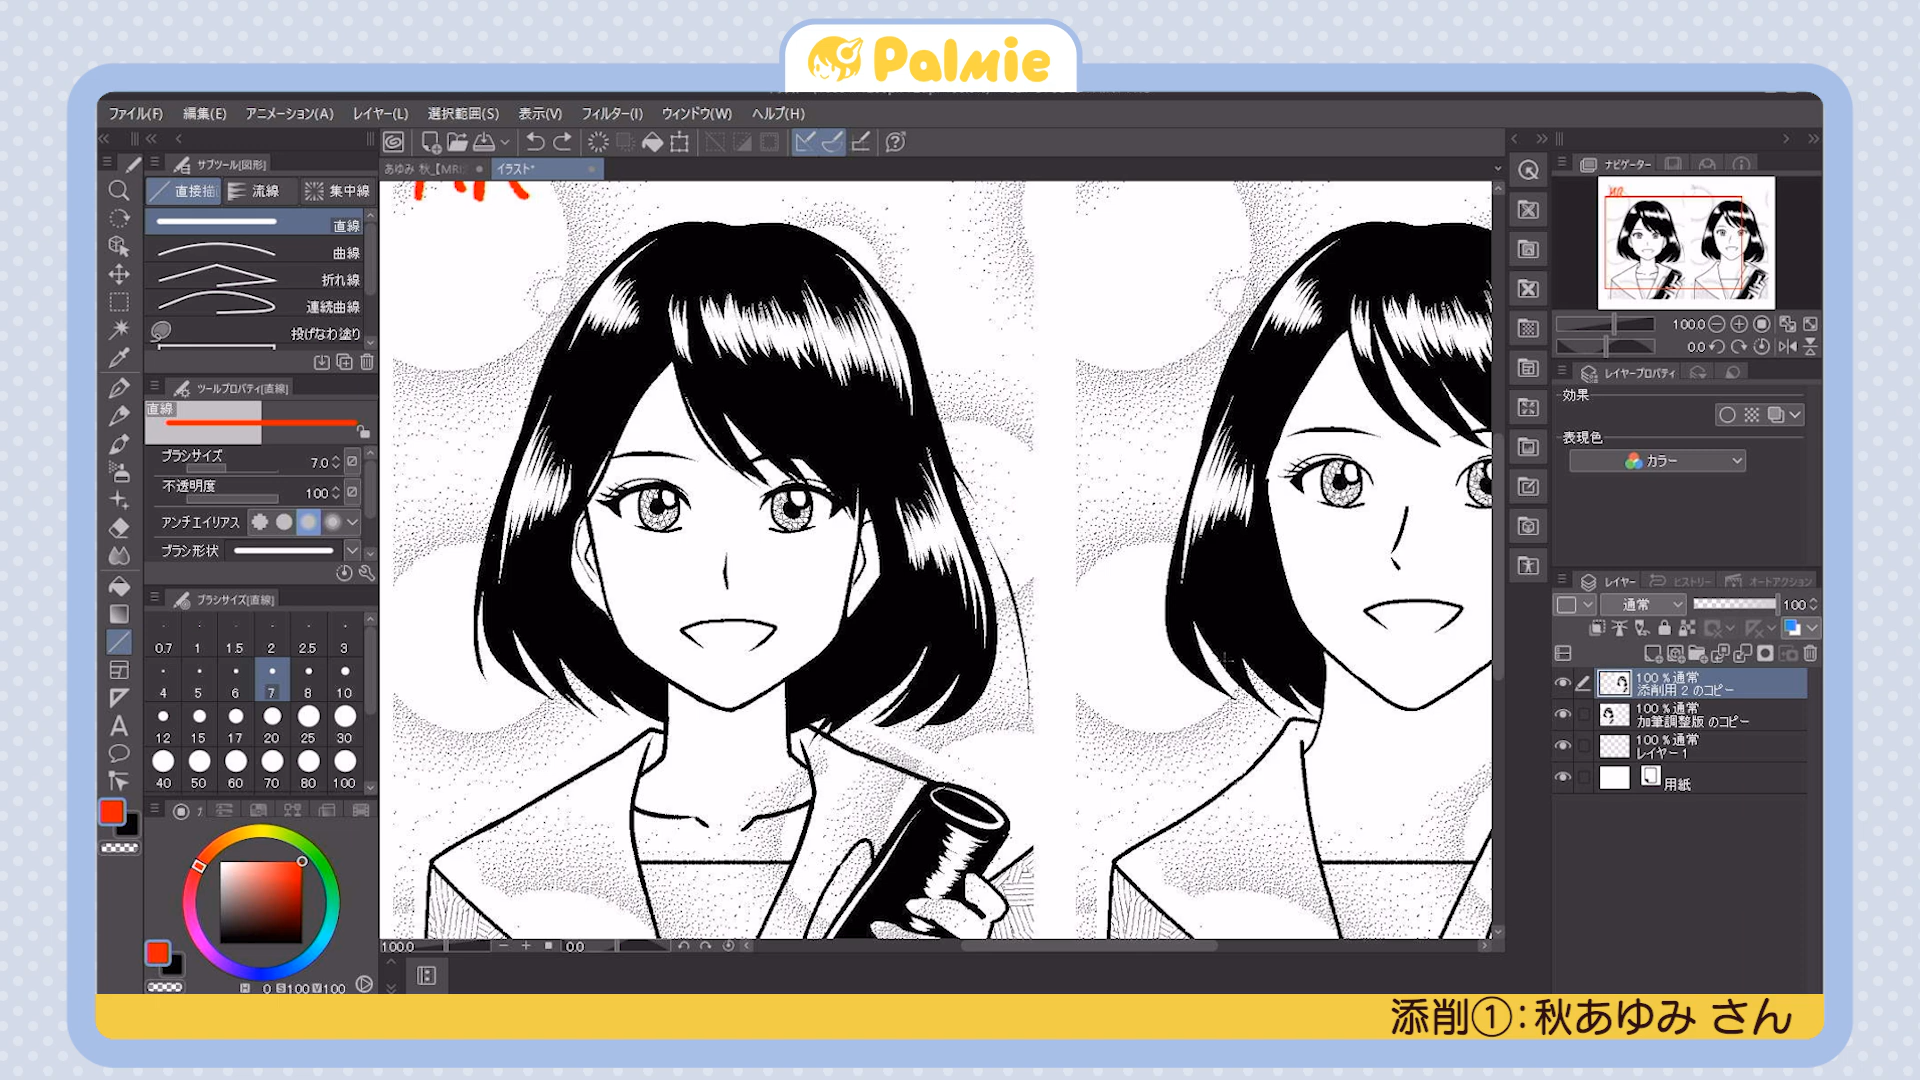 Palmie
ファイル(F) 編集(E) アニメーション(A) レイヤー(L) 選択範囲(S) 表示(V) フィルター(I) ウィンドウ(W) ヘルプ(H)
サブツール[図形]
あゆみ 秋_【MR
イラスト*
ナビゲーター
直接描
流線
集中線
直線
曲線
折れ線
連続曲線
投げなわ塗り
100.0
0.0
ツールプロパティ[直線]
レイヤープロパティ
直線
効果
表現色
カラー
ブラシサイズ 7.0
不透明度 100
アンチエイリアス
ブラシ形状
ブラシサイズ[直線]
レイヤー ヒストリー オートアクション
通常 100
0.7 1 1.5 2 2.5 3
4 5 6 7 8 10
12 15 17 20 25 30
40 50 60 70 80 100
100 %通常
添削用 2 のコピー
100 %通常
加筆調整版 のコピー
100 %通常
レイヤー 1
用紙
A
100.0 0.0
H 0 S 100 V 100
添削①:秋あゆみ さん